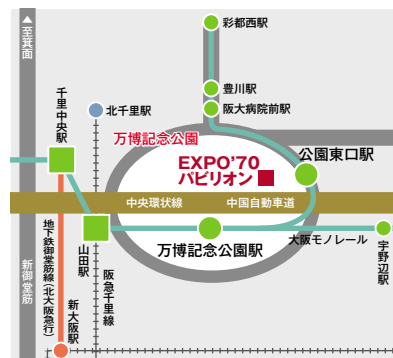 ▲至箕面
彩都西駅
豊川駅
阪大病院前駅
千里中央駅
北千里駅
万博記念公園
EXPO'70
パビリオン
公園東口駅
中央環状線
中国自動車道
万博記念公園駅
大阪モノレール
宇野辺駅
山田駅
阪急千里線
地下鉄御堂筋線(北大阪急行)
新御堂筋
新大阪駅